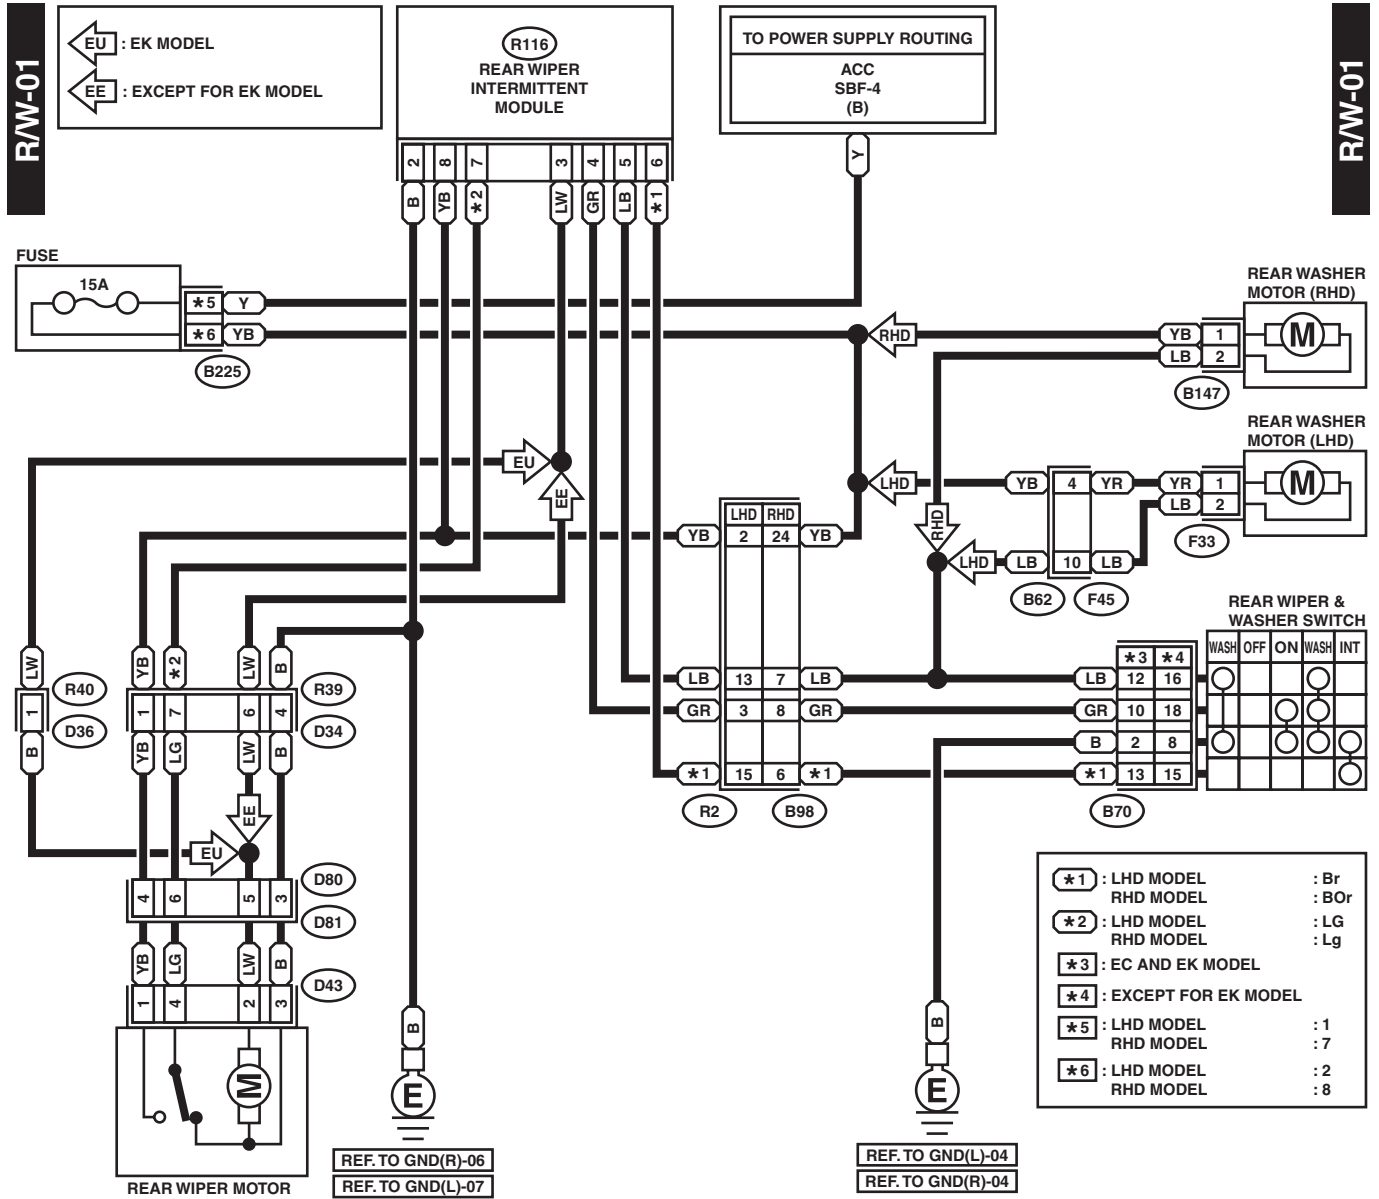 R/W-01
EU : EK MODEL
EE : EXCEPT FOR EK MODEL
R116
REAR WIPER
INTERMITTENT
MODULE
2 8 7 3 4 5 6
B YB *2 LW GR LB *1
TO POWER SUPPLY ROUTING
ACC
SBF-4
(B)
Y
R/W-01
FUSE
15A
*5 Y
*6 YB
B225
RHD
REAR WASHER
MOTOR (RHD)
YB 1 M
LB 2
B147
EU
EE
LHD
RHD
LHD
REAR WASHER
MOTOR (LHD)
YB 4 YR YR 1 M
LB 2
F33
LB 10 LB
B62 F45
LHD RHD
YB 2 24 YB
LB 13 7 LB
GR 3 8 GR
*1 15 6 *1
R2 B98
REAR WIPER &
WASHER SWITCH
WASH OFF ON WASH INT
*3 *4
LB 12 16
GR 10 18
B 2 8
*1 13 15
B70
LW YB *2 LW B
R40 R39
1 1 7 6 4
D36 D34
B YB LG LW B
EE
EU
D80
4 6 5 3
D81
YB LG LW B
D43
1 4 2 3
M
REAR WIPER MOTOR
B
E
REF. TO GND(R)-06
REF. TO GND(L)-07
B
E
REF. TO GND(L)-04
REF. TO GND(R)-04
*1 : LHD MODEL : Br
RHD MODEL : BOr
*2 : LHD MODEL : LG
RHD MODEL : Lg
*3 : EC AND EK MODEL
*4 : EXCEPT FOR EK MODEL
*5 : LHD MODEL : 1
RHD MODEL : 7
*6 : LHD MODEL : 2
RHD MODEL : 8